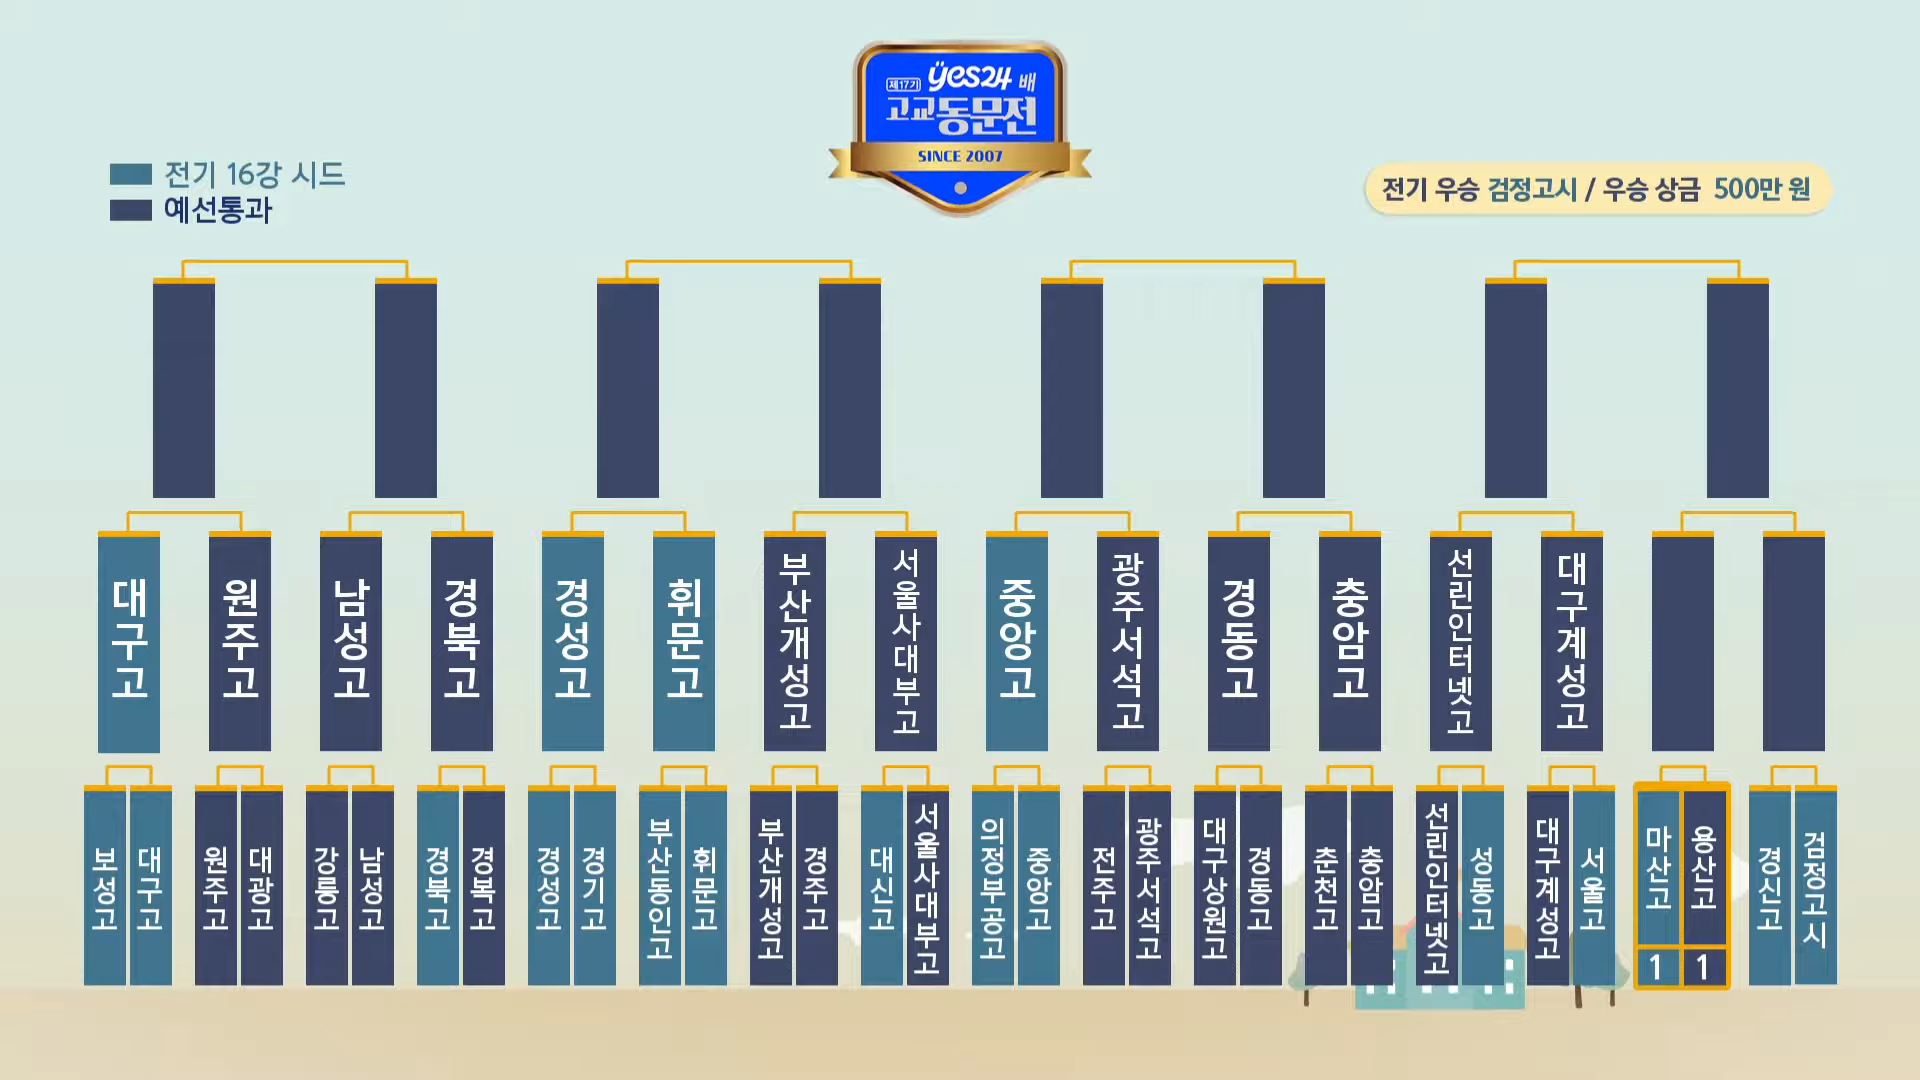 제17기 yes24 배
고교동문전
SINCE 2007
전기 16강 시드
예선통과
전기 우승 검정고시 / 우승 상금 500만 원
대구고
원주고
남성고
경북고
경성고
휘문고
부산개성고
서울사대부고
중앙고
광주서석고
경동고
충암고
선린인터넷고
대구계성고
보성고
대구고
원주고
대광고
강릉고
남성고
경북고
경복고
경성고
경기고
부산동인고
휘문고
부산개성고
경주고
대신고
서울사대부고
의정부공고
중앙고
전주고
광주서석고
대구상원고
경동고
춘천고
충암고
선린인터넷고
성동고
대구계성고
서울고
마산고
용산고
경신고
검정고시
1
1